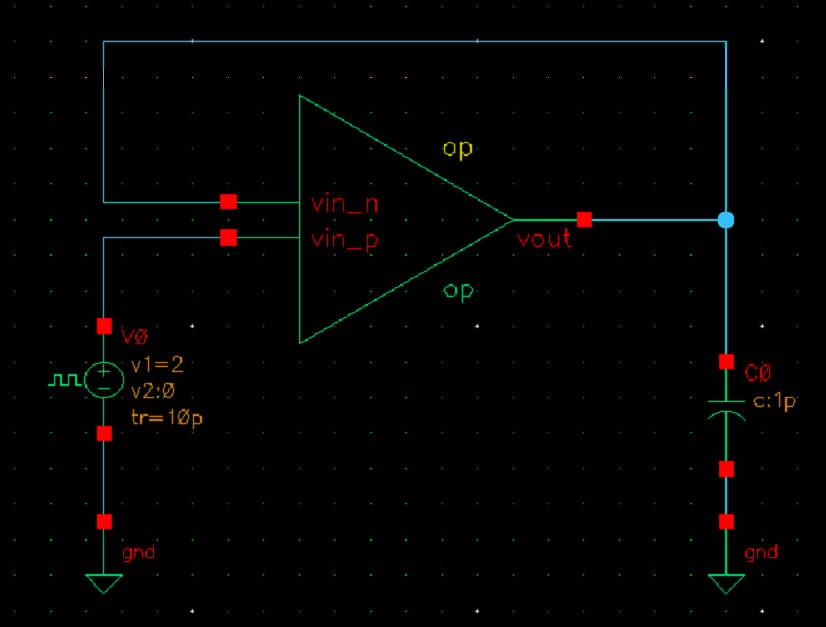 op
vin_n
vin_p
vout
op
V0
v1=2
v2:0
tr=10p
C0
c:1p
gnd
gnd